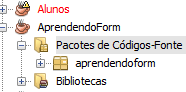 Alunos
AprendendoForm
Pacotes de Códigos-Fonte
aprendendoform
Bibliotecas